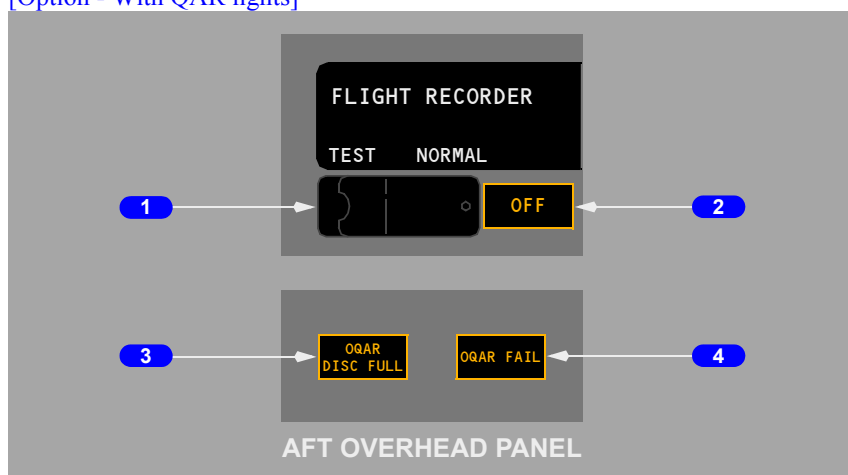 [Option - With QAR lights]
FLIGHT RECORDER
TEST NORMAL
1
OFF
2
3
OQAR
DISC FULL
OQAR FAIL
4
AFT OVERHEAD PANEL